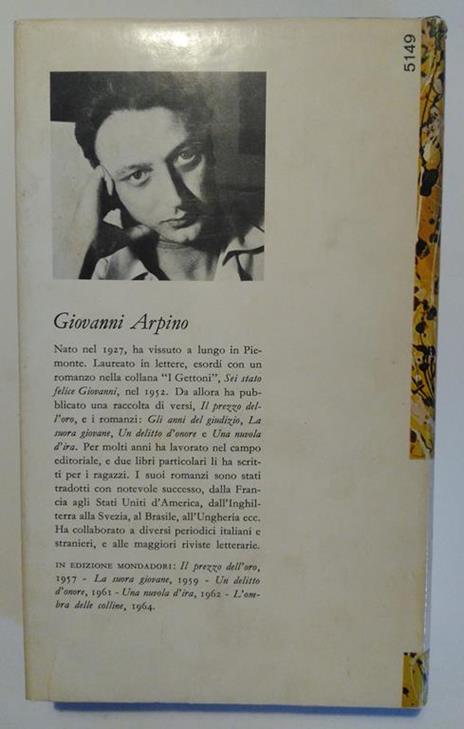 5149
Giovanni Arpino
Nato nel 1927, ha vissuto a lungo in Pie-
monte. Laureato in lettere, esordí con un
romanzo nella collana "I Gettoni", Sei stato
felice Giovanni, nel 1952. Da allora ha pub-
blicato una raccolta di versi, Il prezzo del-
l'oro, e i romanzi: Gli anni del giudizio, La
suora giovane, Un delitto d'onore e Una nuvola
d'ira. Per molti anni ha lavorato nel campo
editoriale, e due libri particolari li ha scrit-
ti per i ragazzi. I suoi romanzi sono stati
tradotti con notevole successo, dalla Fran-
cia agli Stati Uniti d'America, dall'Inghil-
terra alla Svezia, al Brasile, all'Ungheria ecc.
Ha collaborato a diversi periodici italiani e
stranieri, e alle maggiori riviste letterarie.
IN EDIZIONE MONDADORI: Il prezzo dell'oro,
1957 - La suora giovane, 1959 - Un delitto
d'onore, 1961 - Una nuvola d'ira, 1962 - L'om-
bra delle colline, 1964.